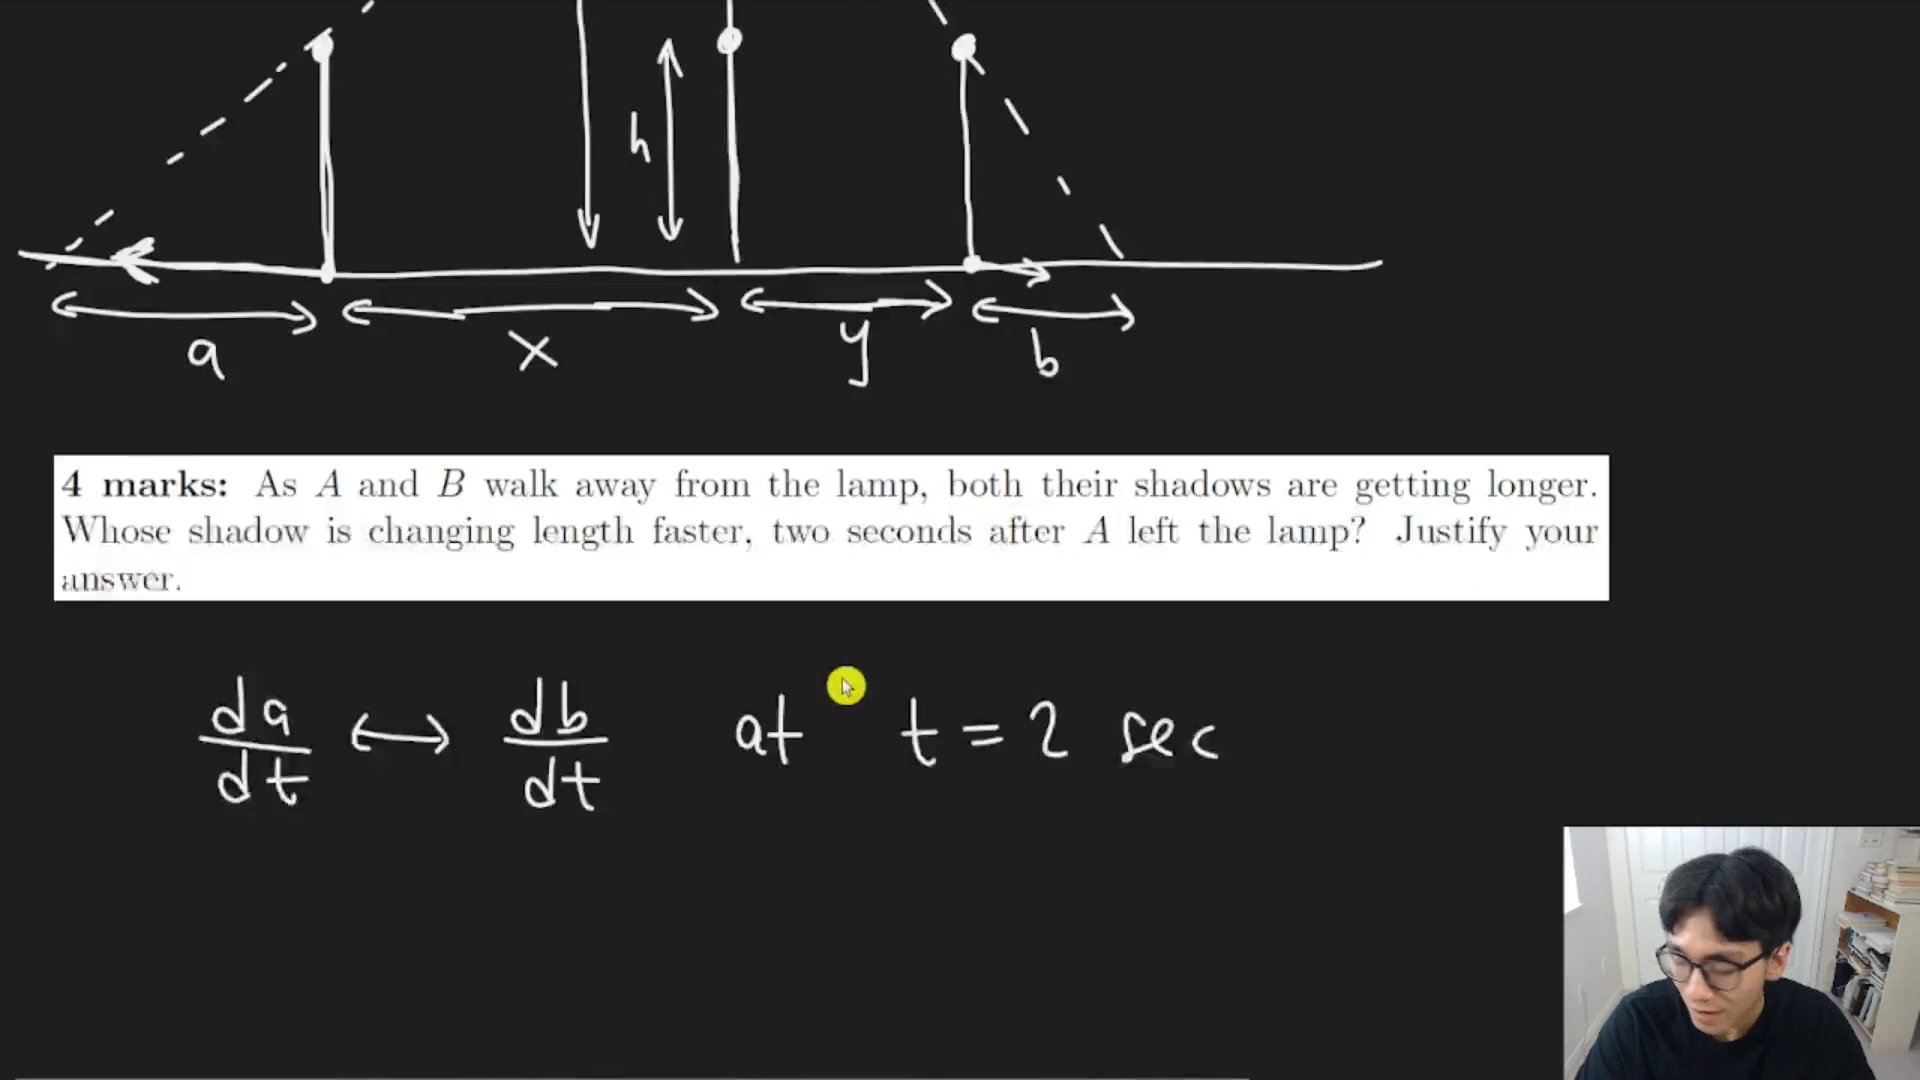 h
a x y b
4 marks: As A and B walk away from the lamp, both their shadows are getting longer.
Whose shadow is changing length faster, two seconds after A left the lamp? Justify your
answer.
da/dt ↔ db/dt at t = 2 sec